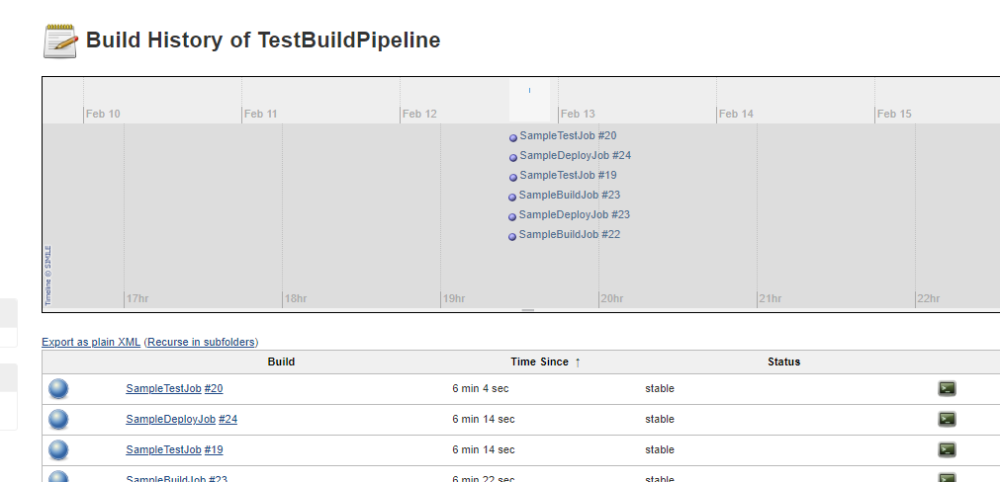 Build History of TestBuildPipeline
Feb 10 Feb 11 Feb 12 Feb 13 Feb 14 Feb 15
SampleTestJob #20
SampleDeployJob #24
SampleTestJob #19
SampleBuildJob #23
SampleDeployJob #23
SampleBuildJob #22
Timeline © SIMILE
17hr 18hr 19hr 20hr 21hr 22hr
Export as plain XML (Recurse in subfolders)
Build Time Since ↑ Status
SampleTestJob #20 6 min 4 sec stable
SampleDeployJob #24 6 min 14 sec stable
SampleTestJob #19 6 min 14 sec stable
SampleBuildJob #23 6 min 22 sec stable